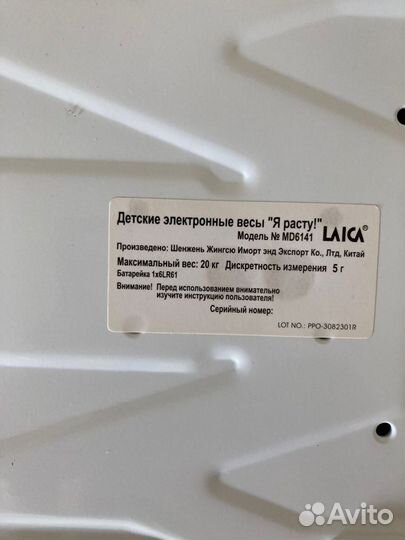 Детские электронные весы "Я расту!"
Модель № MD6141
LAICA®
Произведено: Шенжень Жингсю Иморт энд Экспорт Ко., Лтд, Китай
Максимальный вес: 20 кг Дискретность измерения 5 г
Батарейка 1x6LR61
Внимание! Перед использованием внимательно
изучите инструкцию пользователя!
Серийный номер:
LOT NO.: PPO-3082301R
Avito